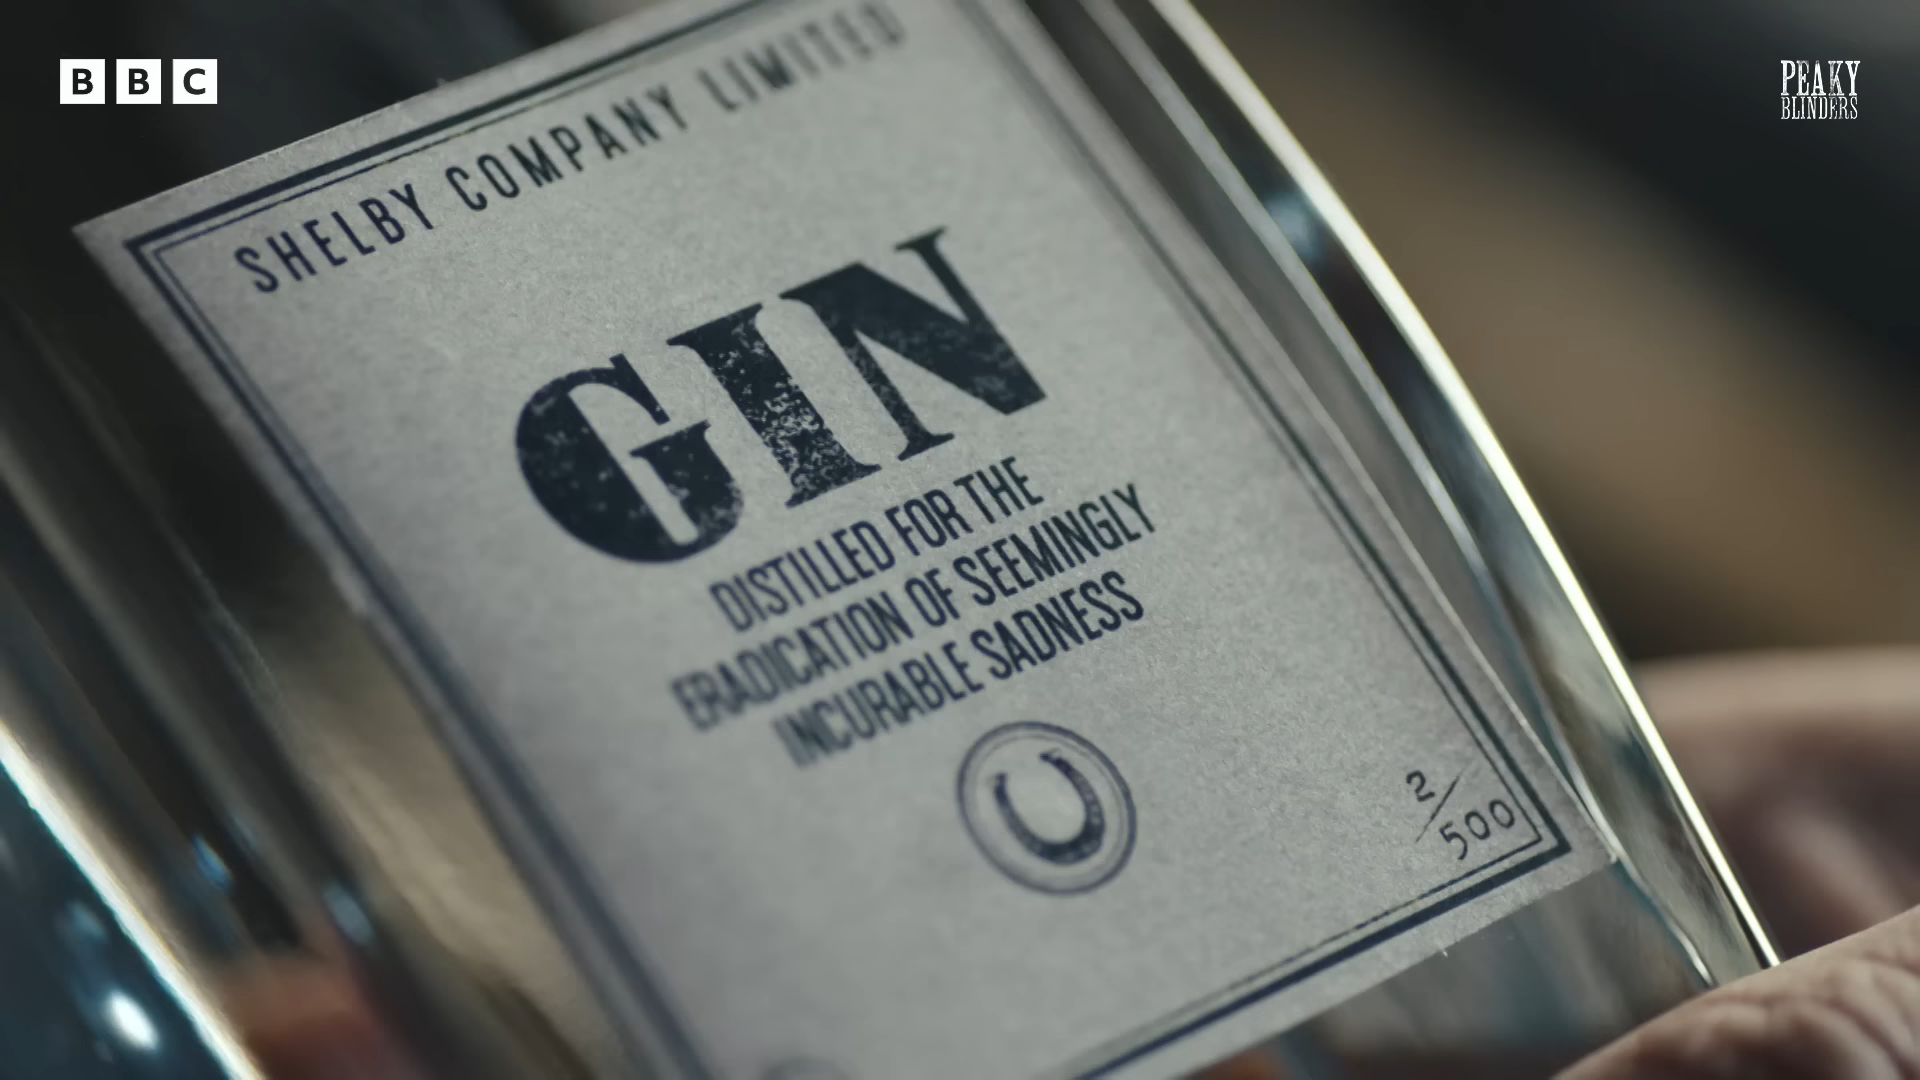 BBC
PEAKY
BLINDERS
SHELBY COMPANY LIMITED
GIN
DISTILLED FOR THE
ERADICATION OF SEEMINGLY
INCURABLE SADNESS
2/500